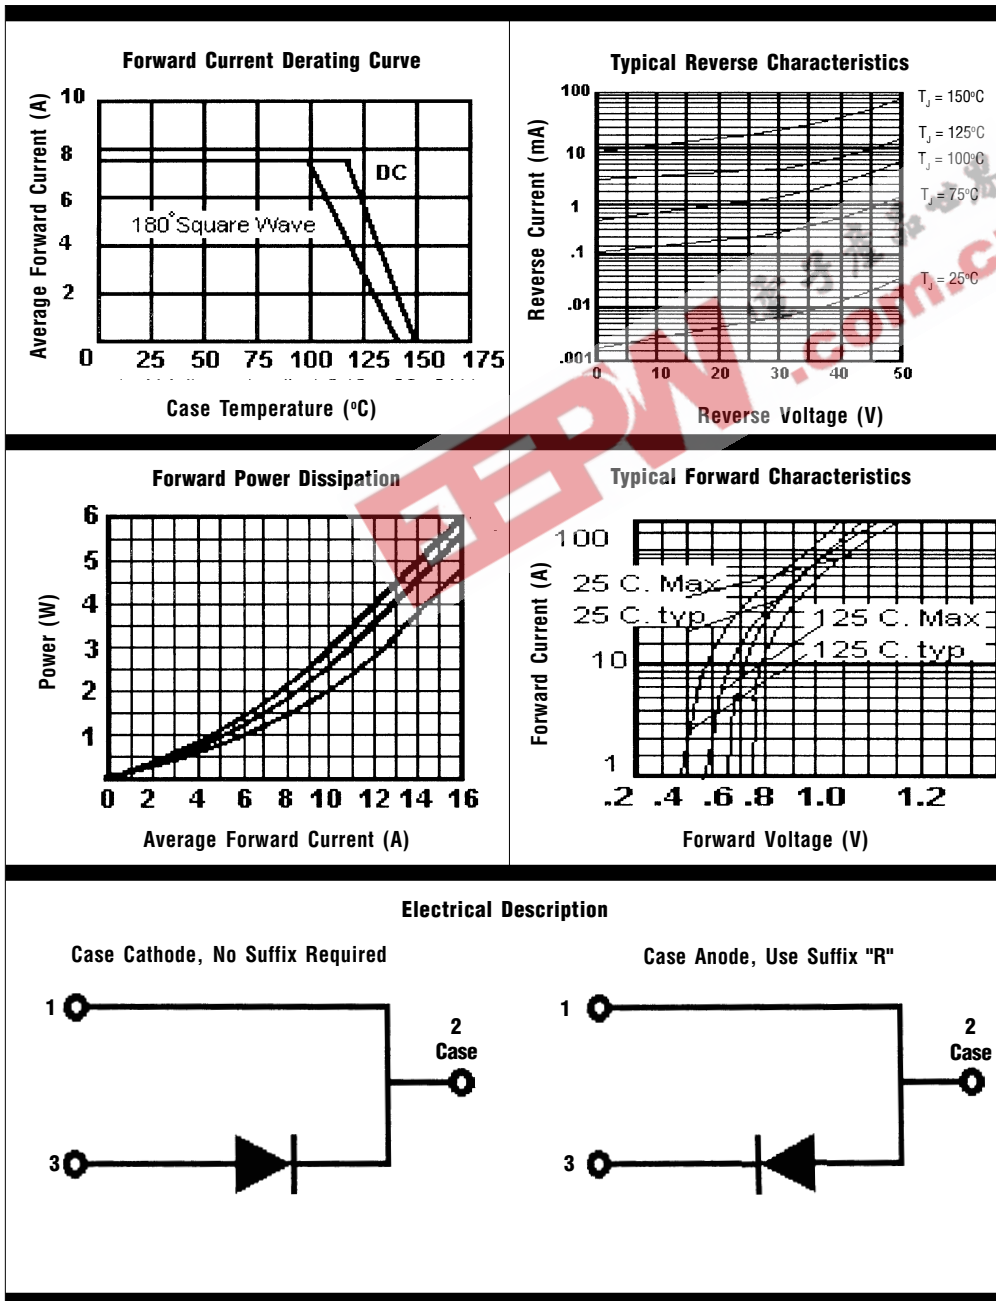 Forward Current Derating Curve
10
8
6
4
2
0 25 50 75 100 125 150 175
Average Forward Current (A)
DC
180° Square Wave
Case Temperature (ºC)
Typical Reverse Characteristics
100
10
1
.1
.01
.001
0 10 20 30 40 50
Reverse Current (mA)
TJ = 150ºC
TJ = 125ºC
TJ = 100ºC
TJ = 75ºC
TJ = 25ºC
Reverse Voltage (V)
EEPW
.com.c
Forward Power Dissipation
6
5
4
3
2
1
0 2 4 6 8 10 12 14 16
Power (W)
Average Forward Current (A)
Typical Forward Characteristics
100
10
1
25 C. Max
25 C. typ
125 C. Max
125 C. typ
.2 .4 .6 .8 1.0 1.2
Forward Current (A)
Forward Voltage (V)
Electrical Description
Case Cathode, No Suffix Required
1
2
Case
3
Case Anode, Use Suffix "R"
1
2
Case
3